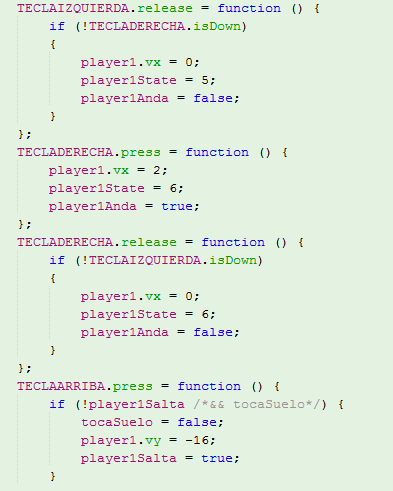 TECLAIZQUIERDA.release = function () {
if (!TECLADERECHA.isDown)
{
player1.vx = 0;
player1State = 5;
player1Anda = false;
}
};
TECLADERECHA.press = function () {
player1.vx = 2;
player1State = 6;
player1Anda = true;
};
TECLADERECHA.release = function () {
if (!TECLAIZQUIERDA.isDown)
{
player1.vx = 0;
player1State = 6;
player1Anda = false;
}
};
TECLAARRIBA.press = function () {
if (!player1Salta /*&& tocaSuelo*/) {
tocaSuelo = false;
player1.vy = -16;
player1Salta = true;
}